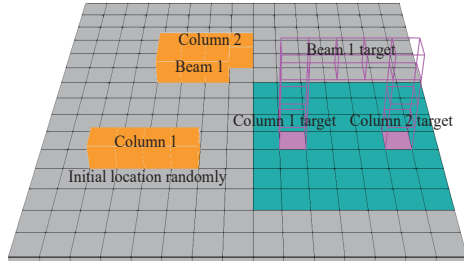 Column 2
Beam 1 target
Beam 1
Column 1 target
Column 2 target
Column 1
Initial location randomly